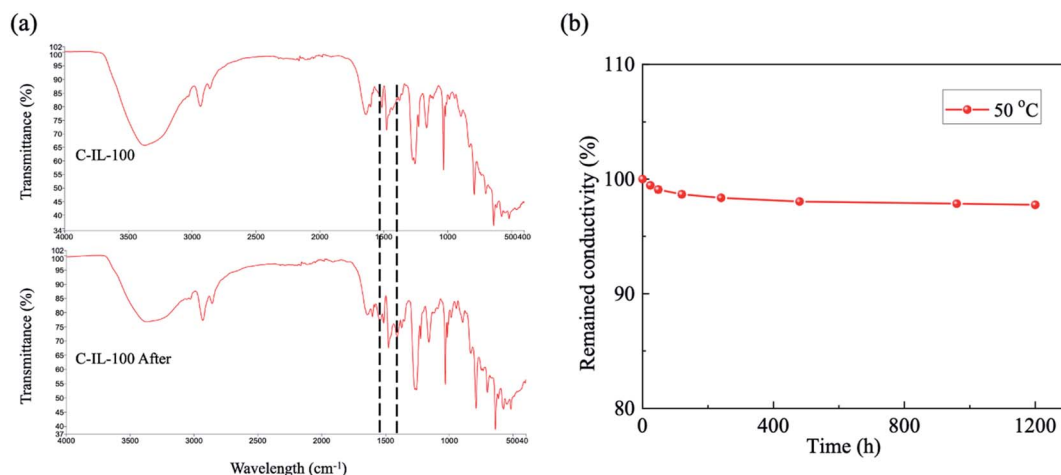 (a)
102
100
95
90
85
80
75
70
65
60
55
50
45
40
34
Transmittance (%)
C-IL-100
4000 3500 3000 2500 2000 1500 1000 500400
102
100
95
90
85
80
75
70
65
60
55
50
45
40
37
Transmittance (%)
C-IL-100 After
4000 3500 3000 2500 2000 1500 1000 500400
Wavelength (cm⁻¹)
(b)
110
100
90
80
Remained conductivity (%)
50 °C
0 400 800 1200
Time (h)